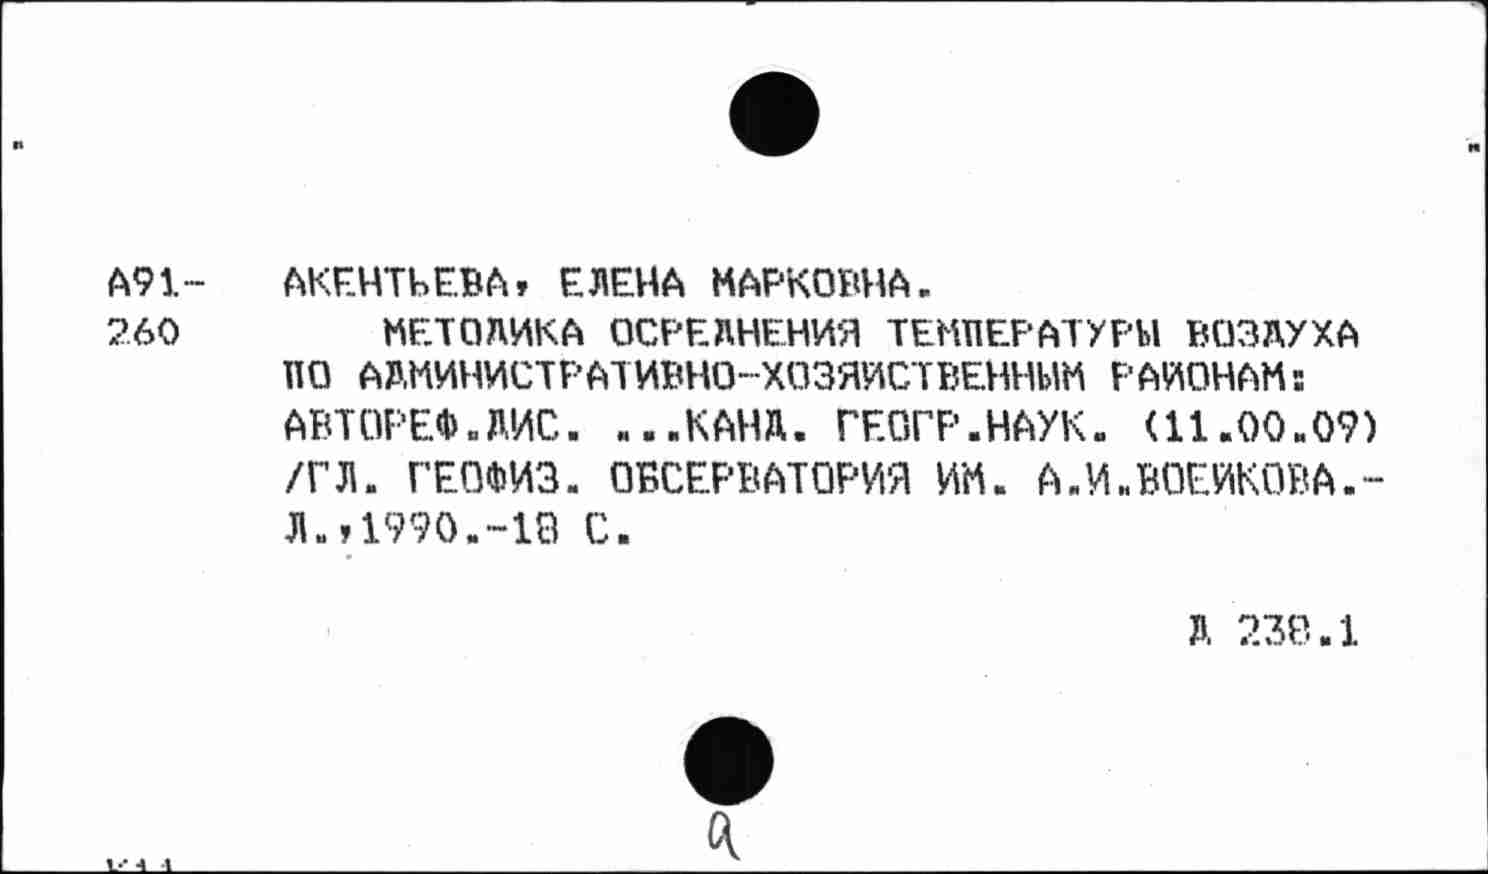 А91- АКЕНТЬЕВА, ЕЛЕНА МАРКОВНА.
260 МЕТОДИКА ОСРЕДНЕНИЯ ТЕМПЕРАТУРЫ ВОЗДУХА
ПО АДМИНИСТРАТИВНО-ХОЗЯЙСТВЕННЫМ РАЙОНАМ:
АВТОРЕФ.ДИС. ...КАНД. ГЕОГР.НАУК. (11.00.09)
/ГЛ. ГЕОФИЗ. ОБСЕРВАТОРИЯ ИМ. А.И.ВОЕЙКОВА.-
Л.,1990.-18 С.
Д 238.1
а